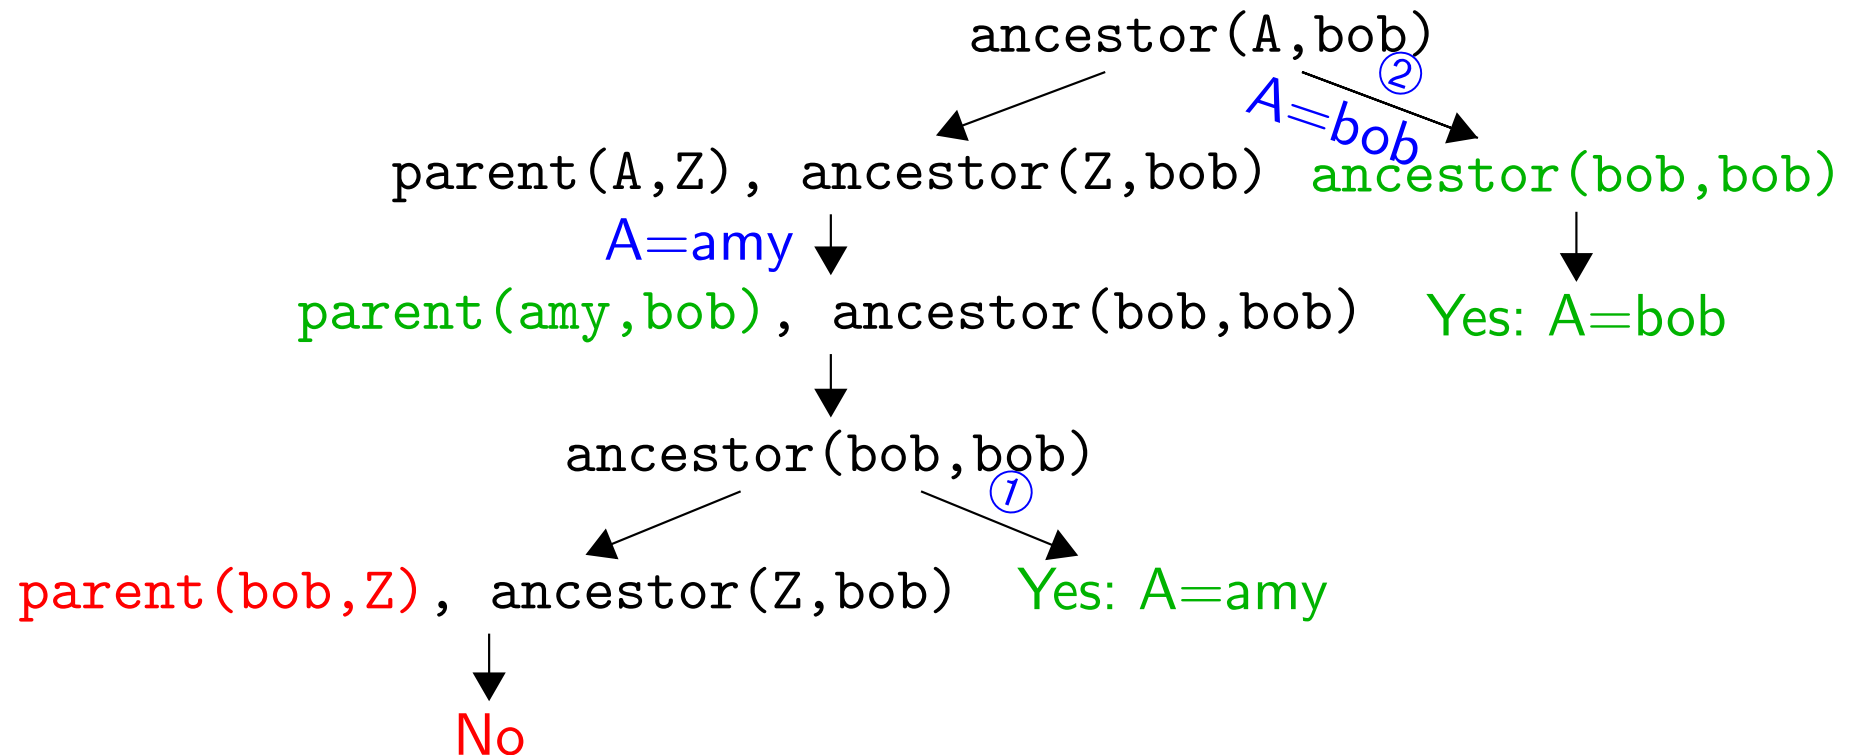 ancestor(A,bob)
②
A=bob
parent(A,Z), ancestor(Z,bob)
ancestor(bob,bob)
A=amy
parent(amy,bob), ancestor(bob,bob)
Yes: A=bob
ancestor(bob,bob)
①
parent(bob,Z), ancestor(Z,bob)
Yes: A=amy
No